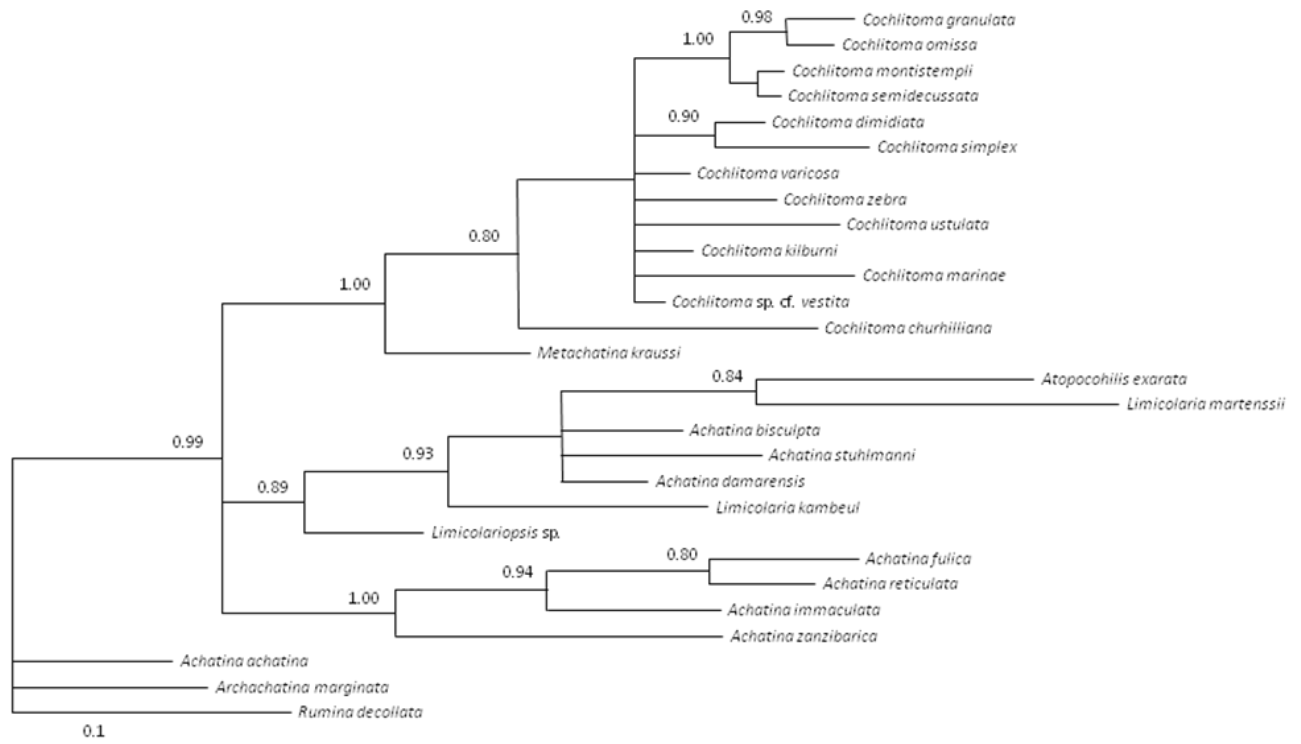 0.98
Cochlitoma granulata
1.00
Cochlitoma omissa
Cochlitoma montistempli
Cochlitoma semidecussata
0.90
Cochlitoma dimidiata
Cochlitoma simplex
Cochlitoma varicosa
Cochlitoma zebra
Cochlitoma ustulata
0.80
Cochlitoma kilburni
Cochlitoma marinae
1.00
Cochlitoma sp. cf. vestita
Cochlitoma churhilliana
Metachatina kraussi
0.84
Atopocohilis exarata
Limicolaria martenssii
Achatina bisculpta
0.99
0.93
Achatina stuhlmanni
Achatina damarensis
0.89
Limicolaria kambeul
Limicolariopsis sp.
0.80
Achatina fulica
0.94
Achatina reticulata
1.00
Achatina immaculata
Achatina zanzibarica
Achatina achatina
Archachatina marginata
Rumina decollata
0.1